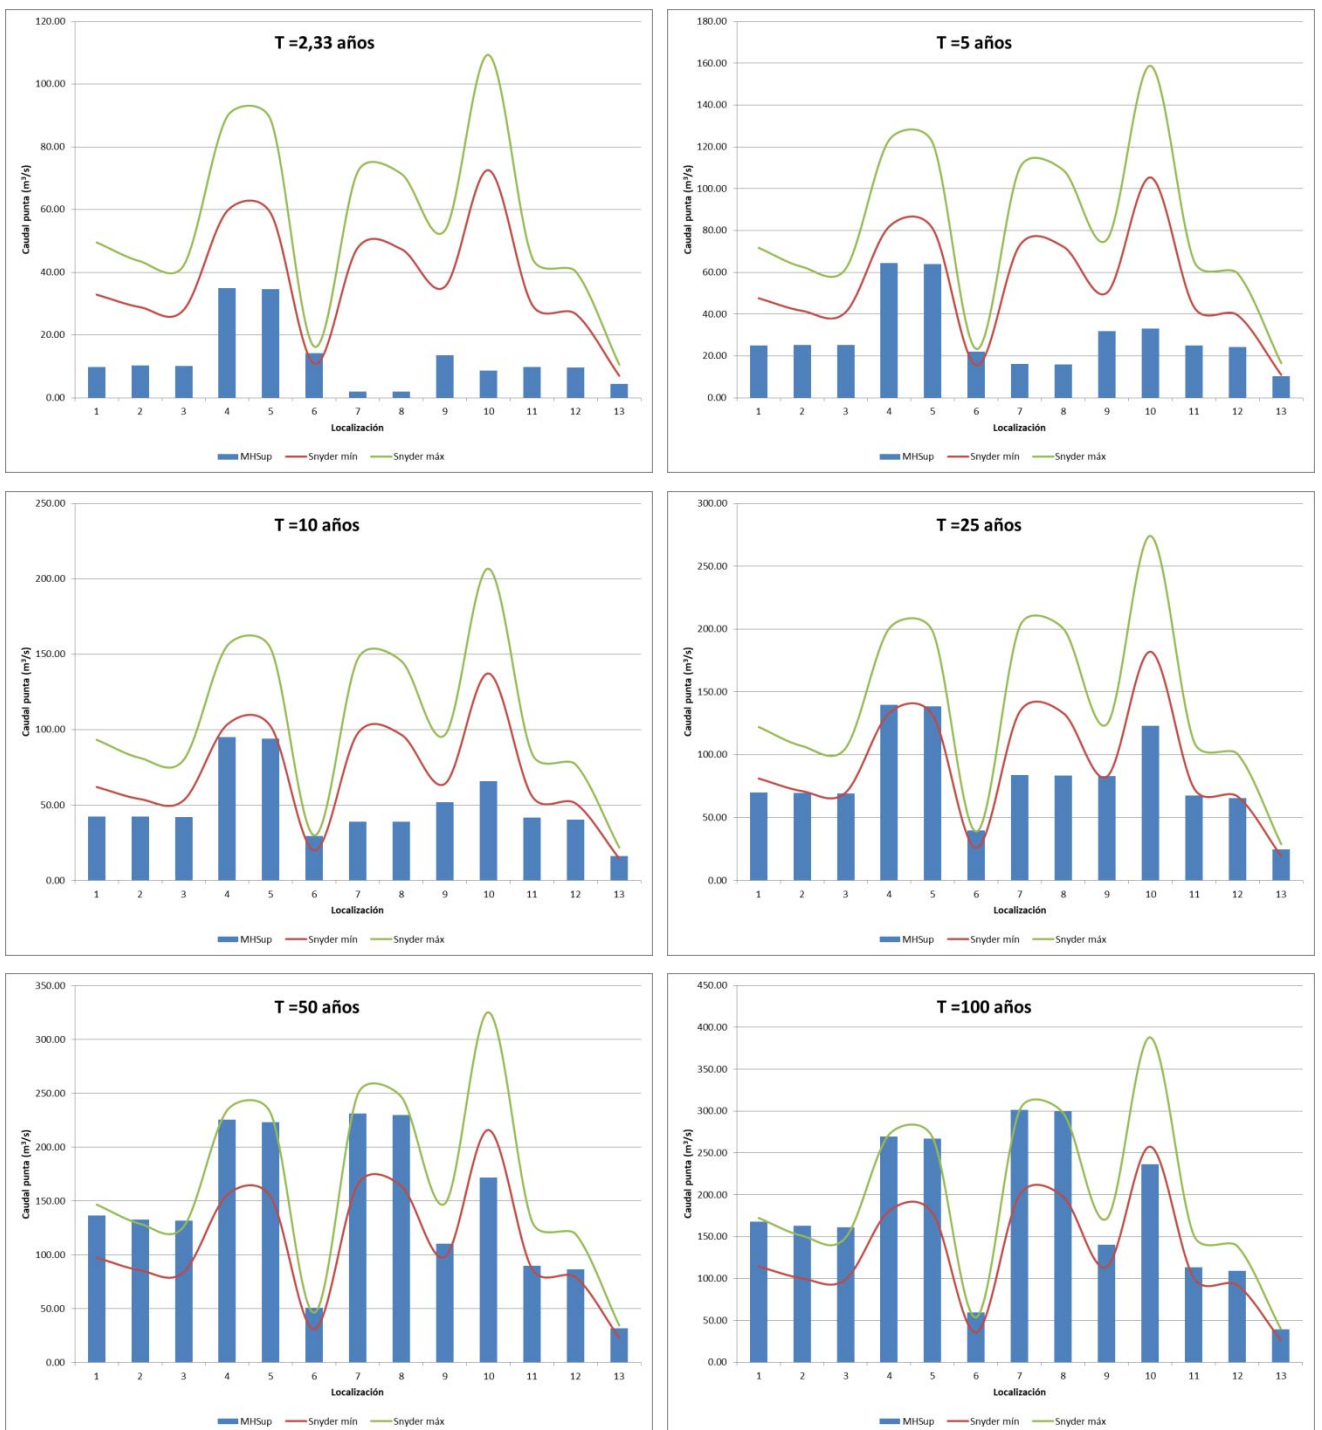 T =2,33 años
120.00
100.00
80.00
60.00
40.00
20.00
0.00
Caudal punta (m³/s)
1 2 3 4 5 6 7 8 9 10 11 12 13
Localización
MHSup Snyder mín Snyder máx
T =5 años
180.00
160.00
140.00
120.00
100.00
80.00
60.00
40.00
20.00
0.00
Caudal punta (m³/s)
1 2 3 4 5 6 7 8 9 10 11 12 13
Localización
MHSup Snyder mín Snyder máx
T =10 años
250.00
200.00
150.00
100.00
50.00
0.00
Caudal punta (m³/s)
1 2 3 4 5 6 7 8 9 10 11 12 13
Localización
MHSup Snyder mín Snyder máx
T =25 años
300.00
250.00
200.00
150.00
100.00
50.00
0.00
Caudal punta (m³/s)
1 2 3 4 5 6 7 8 9 10 11 12 13
Localización
MHSup Snyder mín Snyder máx
T =50 años
350.00
300.00
250.00
200.00
150.00
100.00
50.00
0.00
Caudal punta (m³/s)
1 2 3 4 5 6 7 8 9 10 11 12 13
Localización
MHSup Snyder mín Snyder máx
T =100 años
450.00
400.00
350.00
300.00
250.00
200.00
150.00
100.00
50.00
0.00
Caudal punta (m³/s)
1 2 3 4 5 6 7 8 9 10 11 12 13
Localización
MHSup Snyder mín Snyder máx